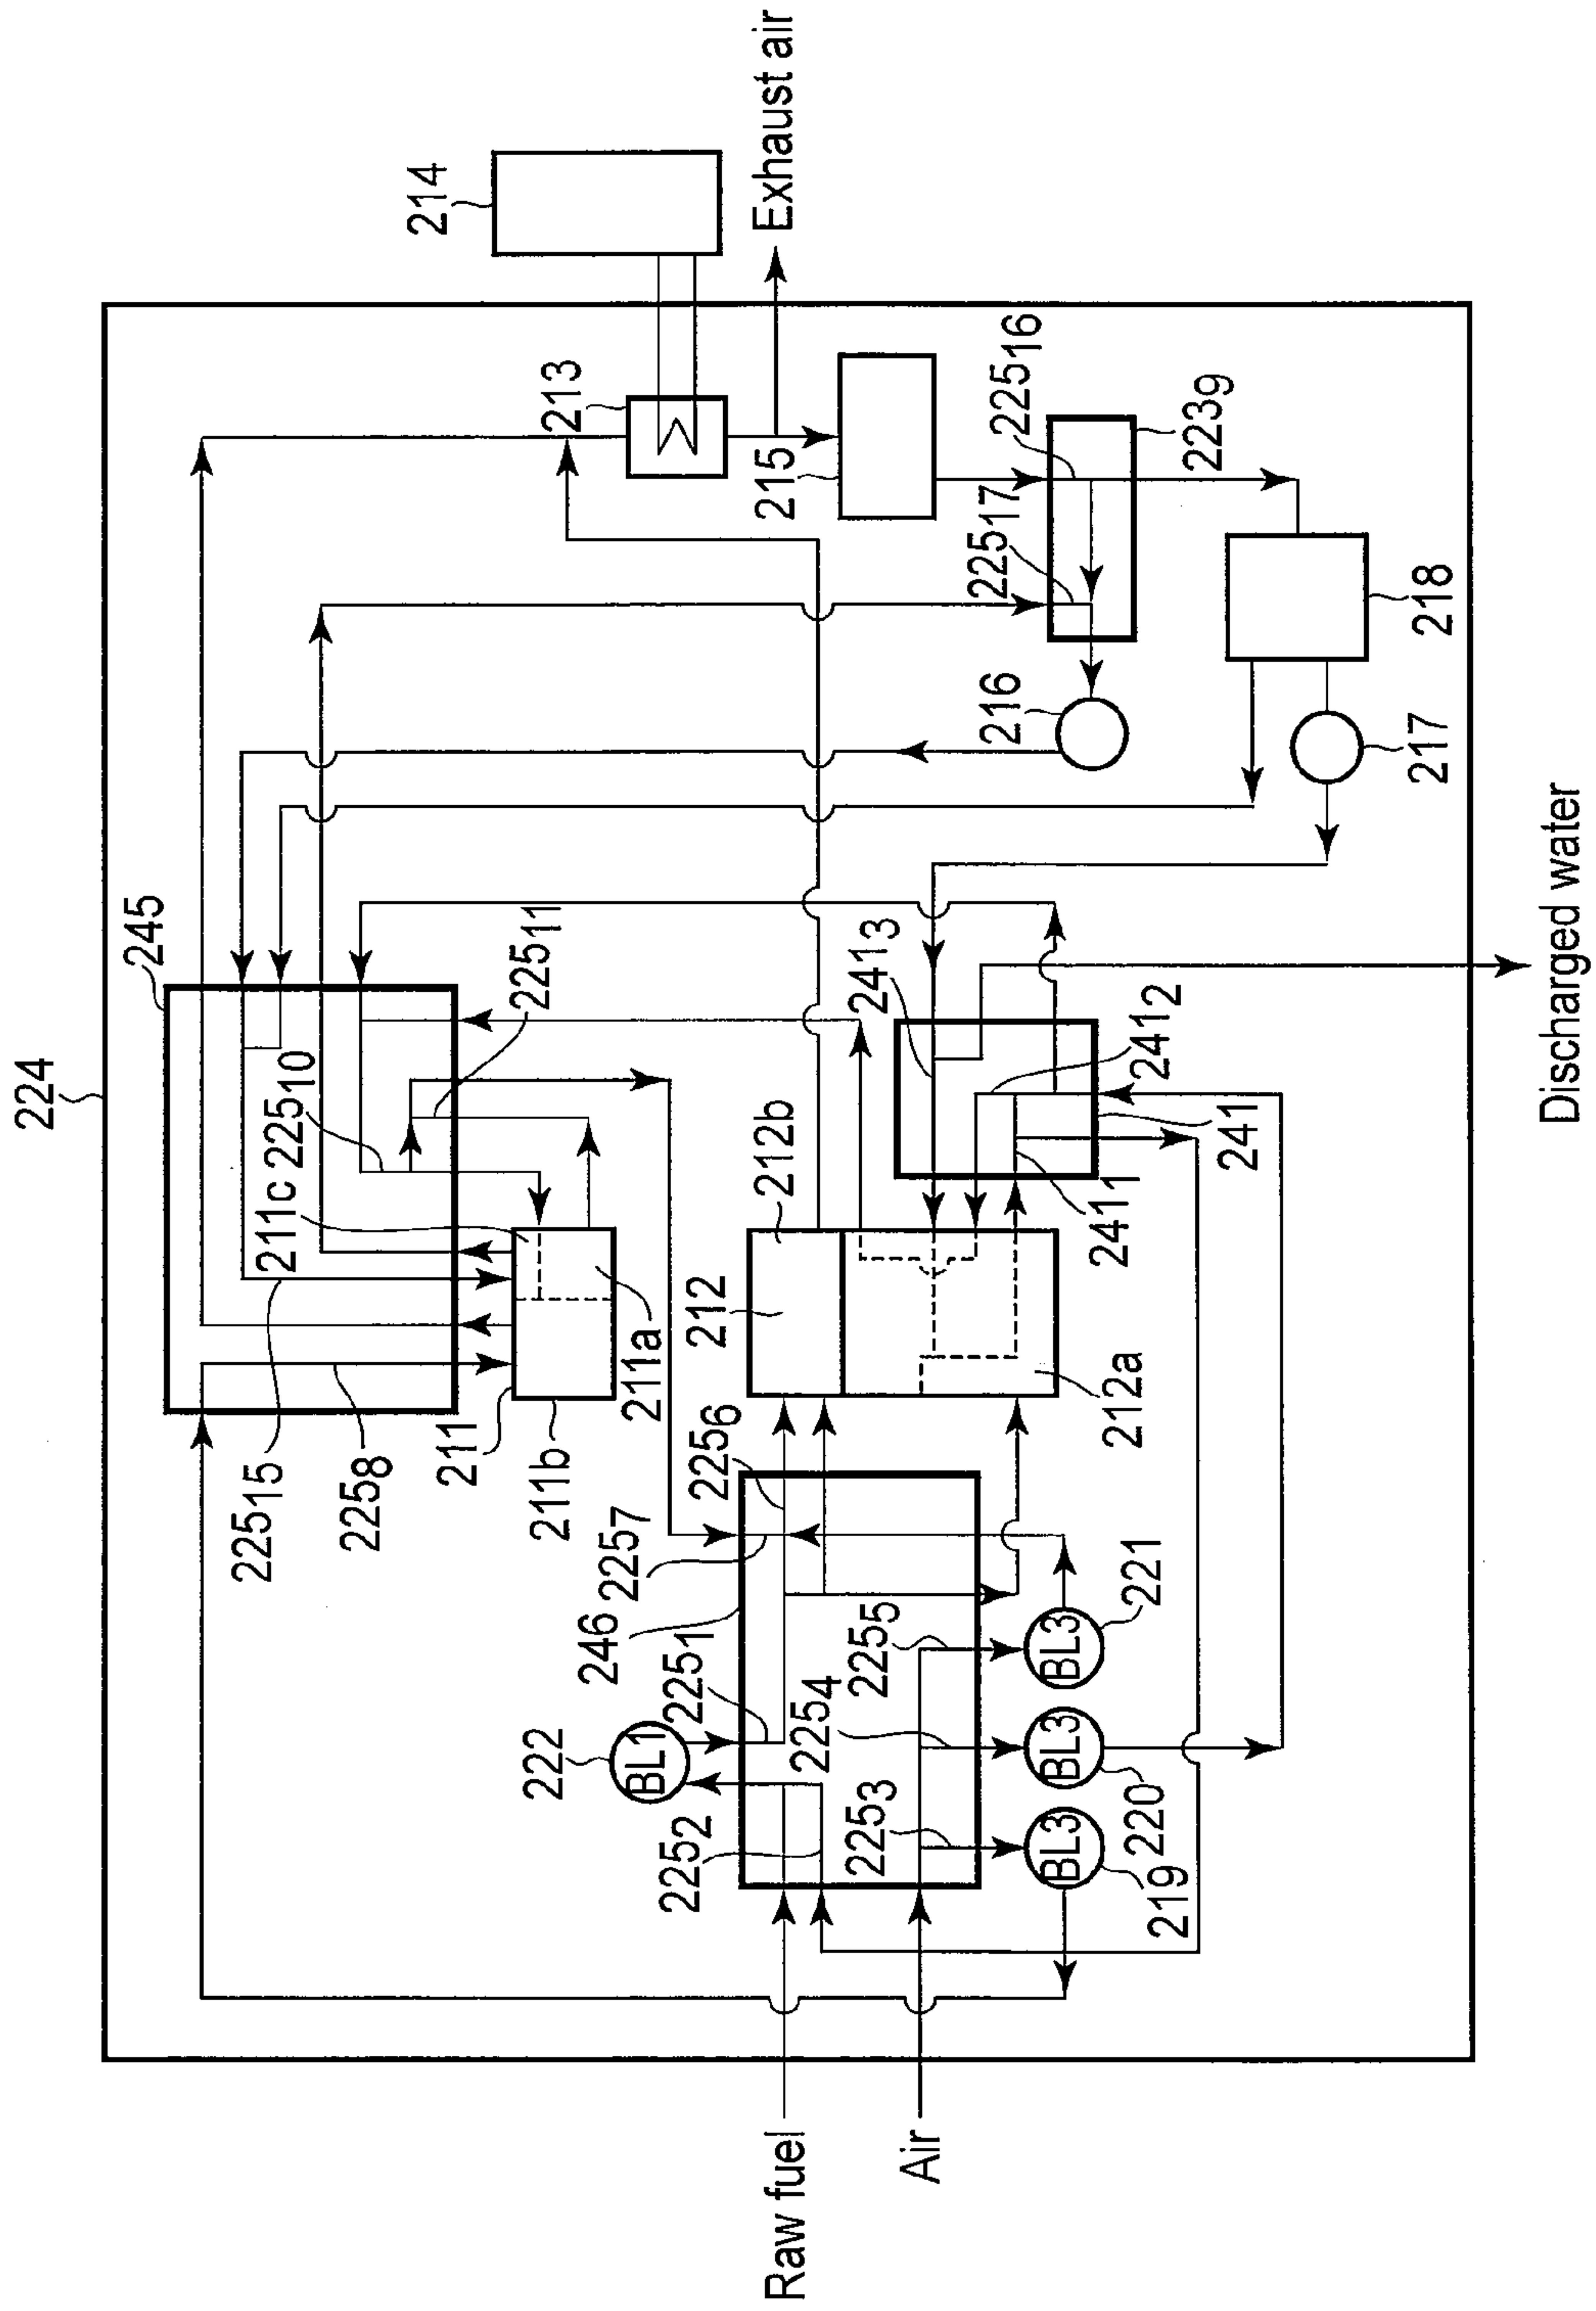 224
245
225₁₅ 211c 225₁₀
225₈
214
211
225₁₁
222 211b 213
246
225₇
211a
BL1
225₂ 225₁
212
225₆
Raw fuel 212b 215 Exhaust air
225₄
225₃ 225₅ 241₃
Air
225₁₇
216
225₁₆
BL3 BL3 BL3
241₁
212a
220 221
241₂
219
223₉
241
217 218
Discharged water